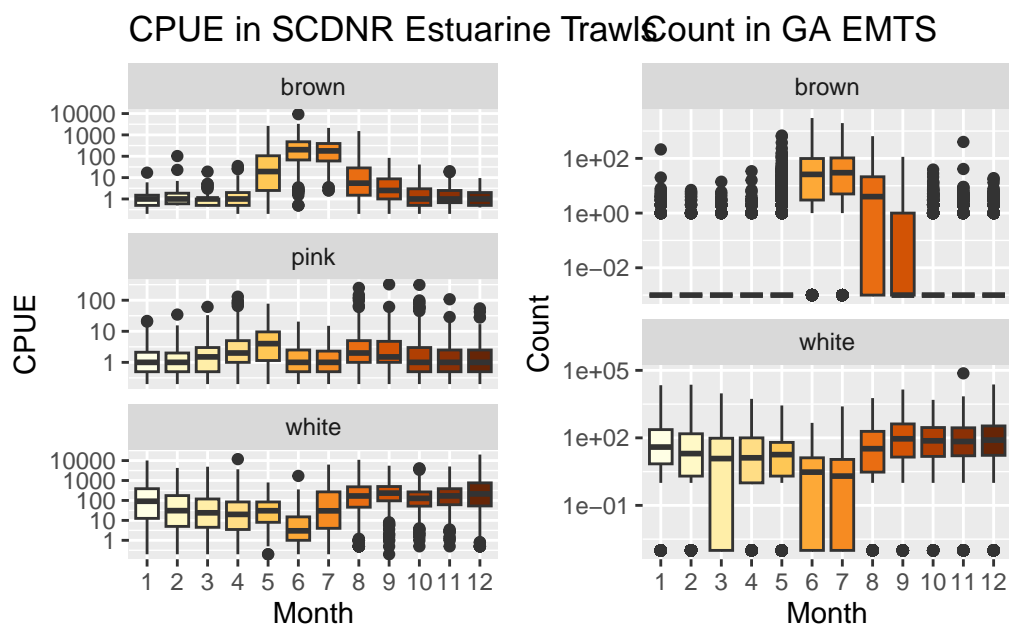 CPUE in SCDNR Estuarine Trawls
Count in GA EMTS
brown
10000
1000
100
10
1
pink
100
10
1
white
10000
1000
100
10
1
CPUE
1 2 3 4 5 6 7 8 9 10 11 12
Month
brown
1e+02
1e+00
1e-02
white
1e+05
1e+02
1e-01
Count
1 2 3 4 5 6 7 8 9 10 11 12
Month